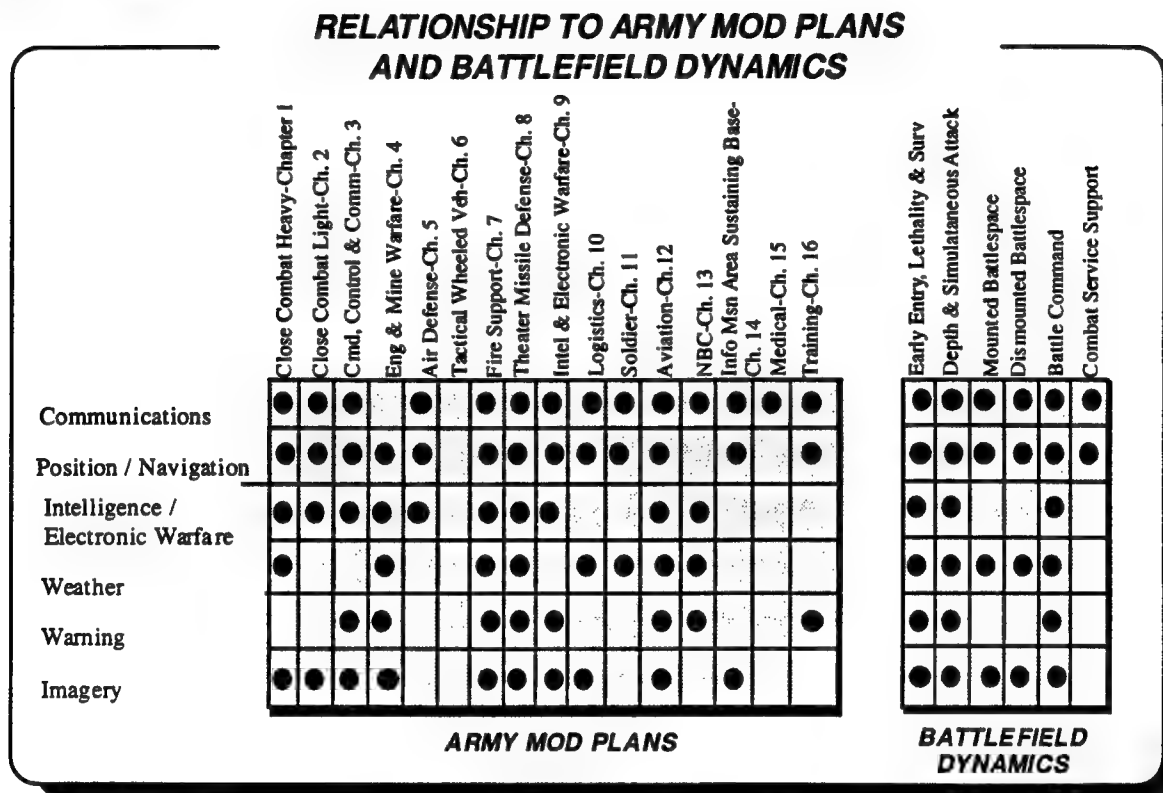 RELATIONSHIP TO ARMY MOD PLANS
AND BATTLEFIELD DYNAMICS
Close Combat Heavy-Chapter 1
Close Combat Light-Ch. 2
Cmd, Control & Comm-Ch. 3
Eng & Mine Warfare-Ch. 4
Air Defense-Ch. 5
Tactical Wheeled Veh-Ch. 6
Fire Support-Ch. 7
Theater Missile Defense-Ch. 8
Intel & Electronic Warfare-Ch. 9
Logistics-Ch. 10
Soldier-Ch. 11
Aviation-Ch.12
NBC-Ch. 13
Info Msn Area Sustaining Base-
Ch. 14
Medical-Ch. 15
Training-Ch. 16
Early Entry, Lethality & Surv
Depth & Simulataneous Attack
Mounted Battlespace
Dismounted Battlespace
Battle Command
Combat Service Support
Communications
Position / Navigation
Intelligence /
Electronic Warfare
Weather
Warning
Imagery
ARMY MOD PLANS
BATTLEFIELD
DYNAMICS